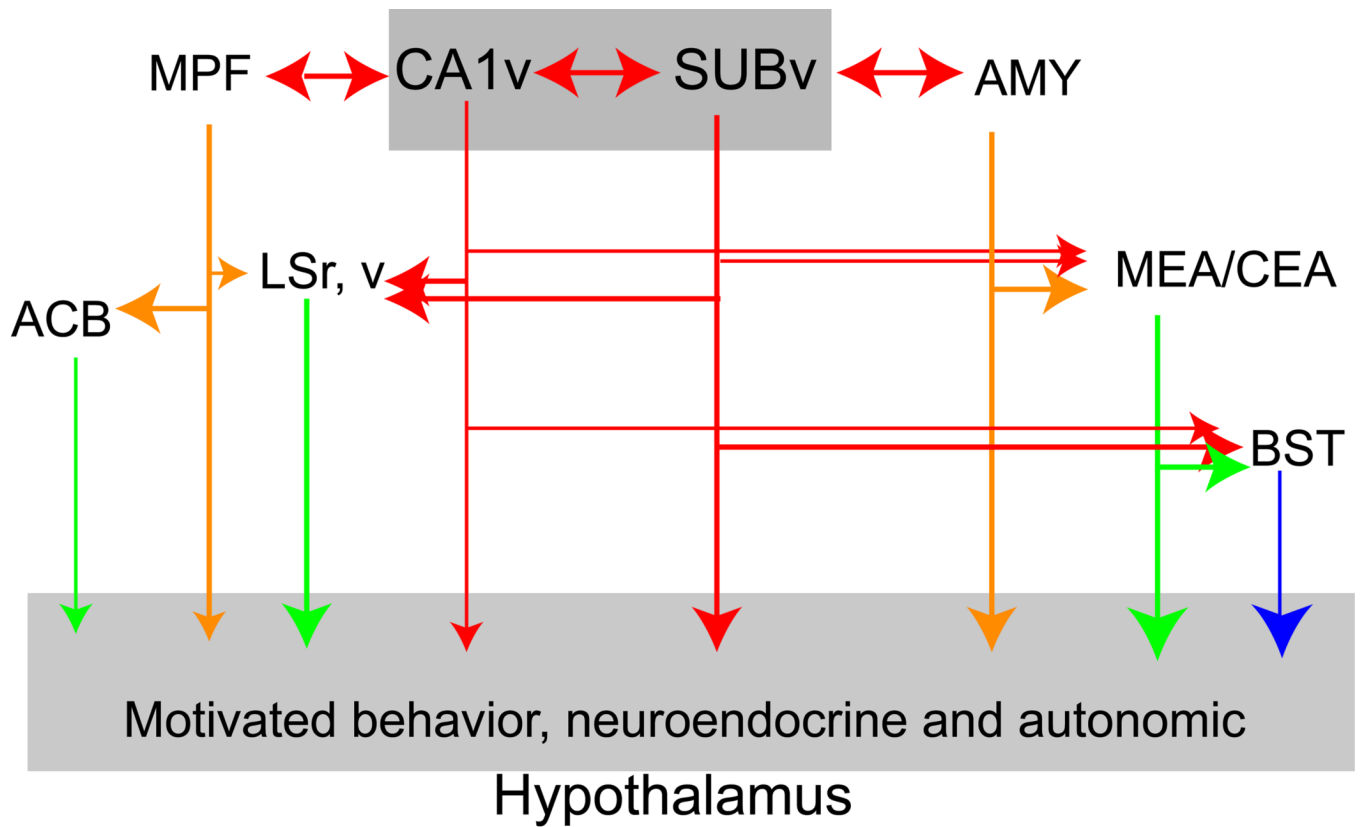 MPF
CA1v
SUBv
AMY
LSr, v
MEA/CEA
ACB
BST
Motivated behavior, neuroendocrine and autonomic
Hypothalamus